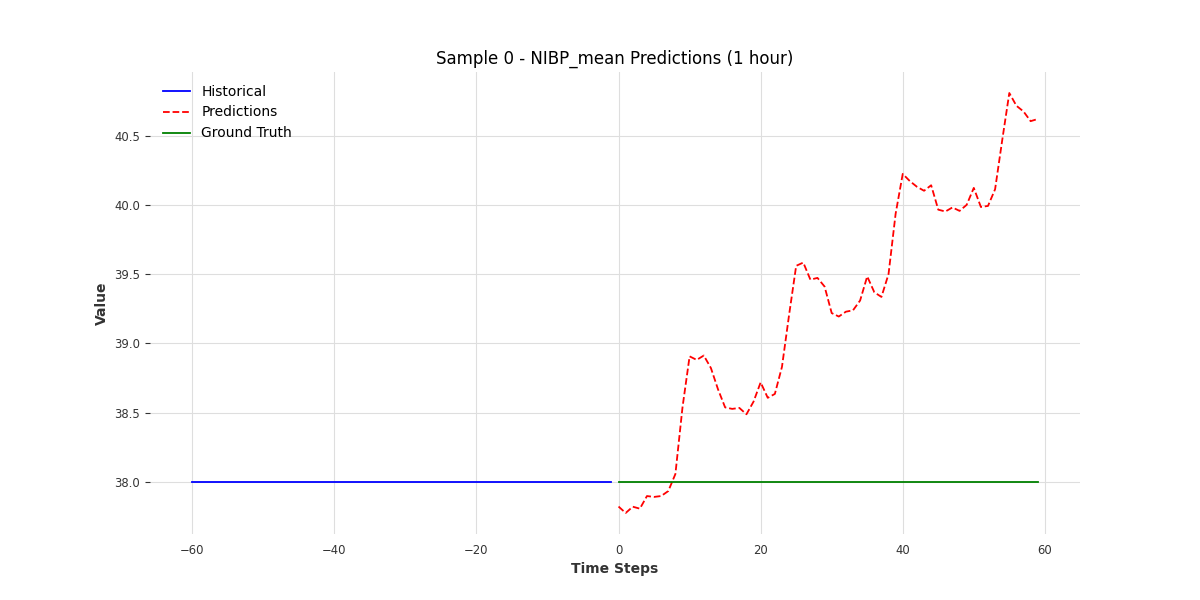 Sample 0 - NIBP_mean Predictions (1 hour)
Historical
Predictions
Ground Truth
40.5
40.0
39.5
39.0
38.5
38.0
Value
−60
−40
−20
0
20
40
60
Time Steps